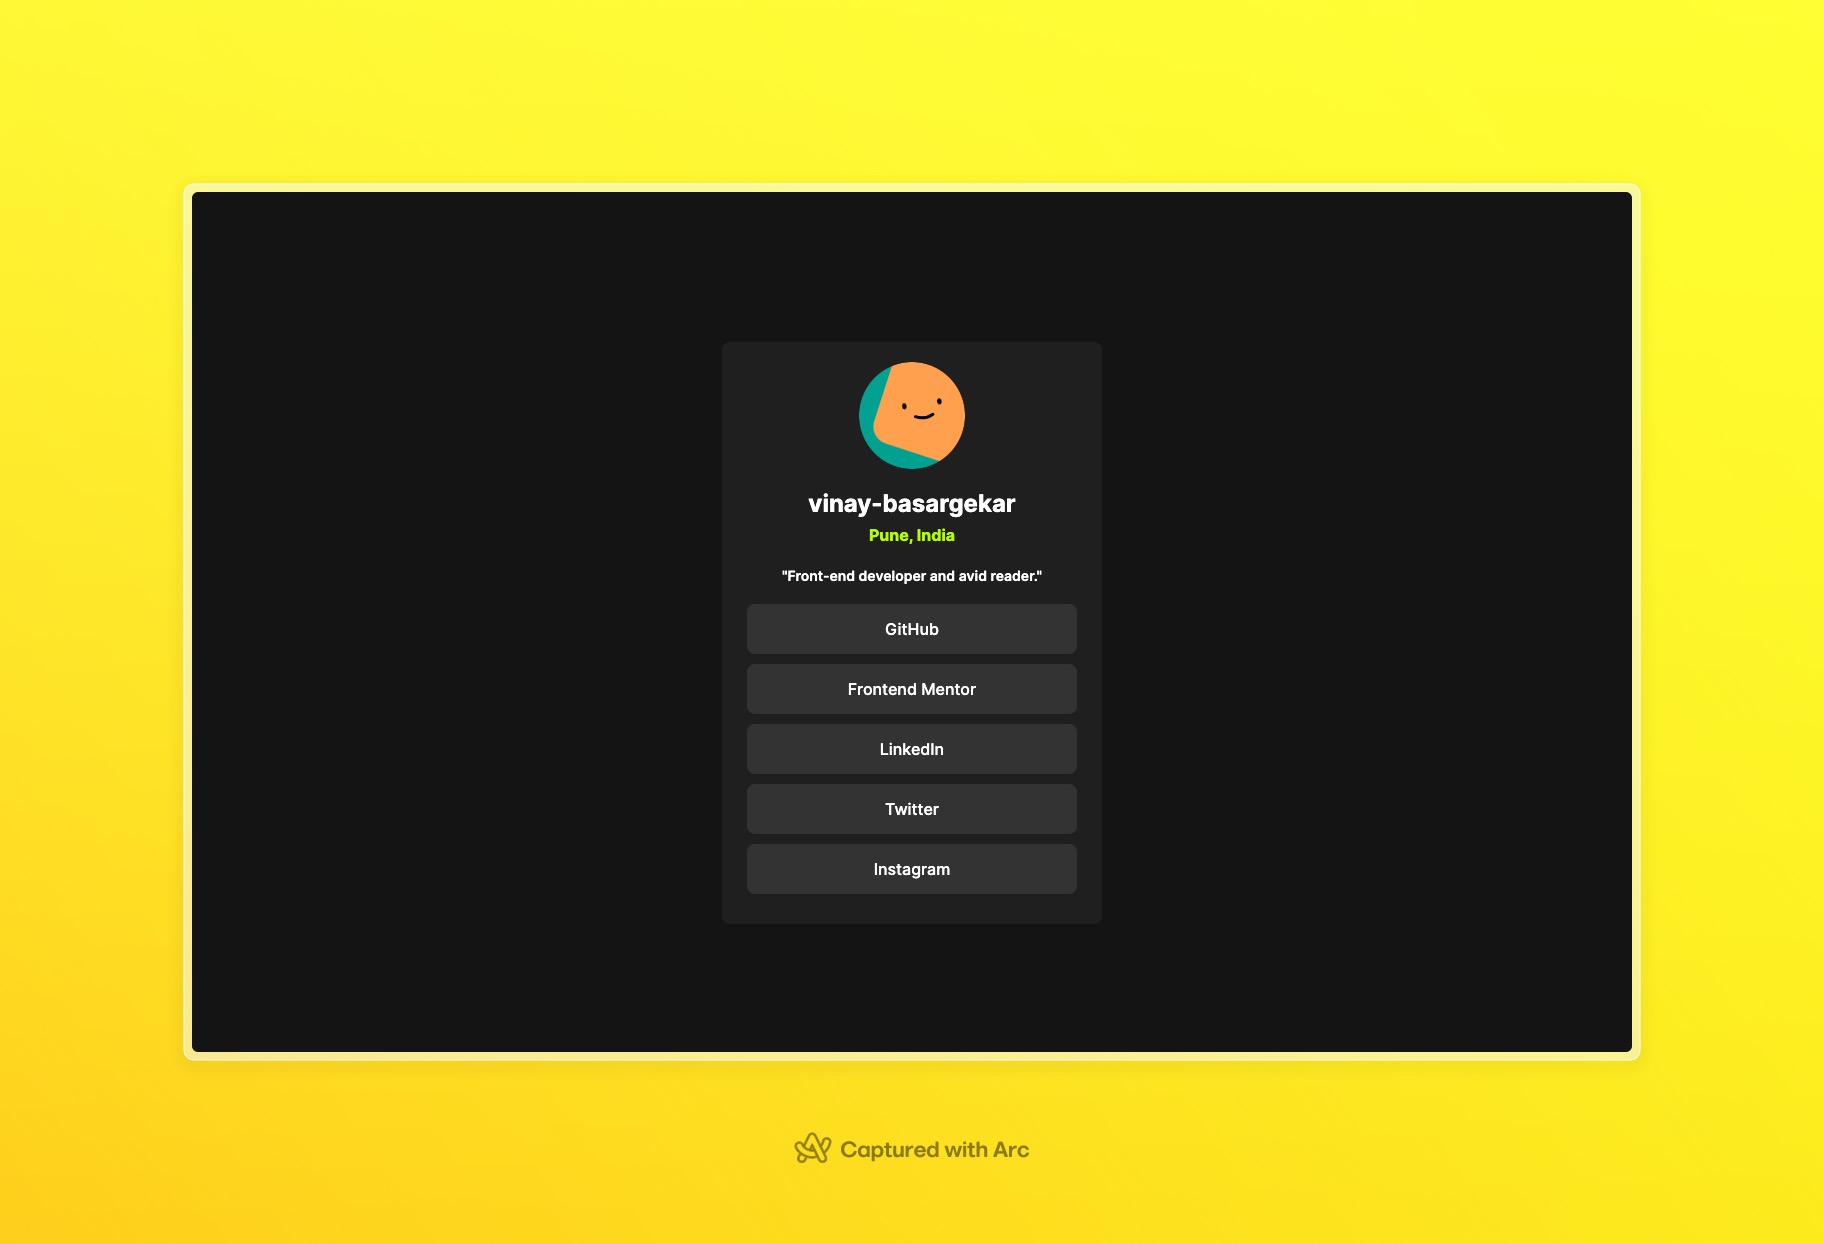 vinay-basargekar
Pune, India
"Front-end developer and avid reader."
GitHub
Frontend Mentor
LinkedIn
Twitter
Instagram
Captured with Arc